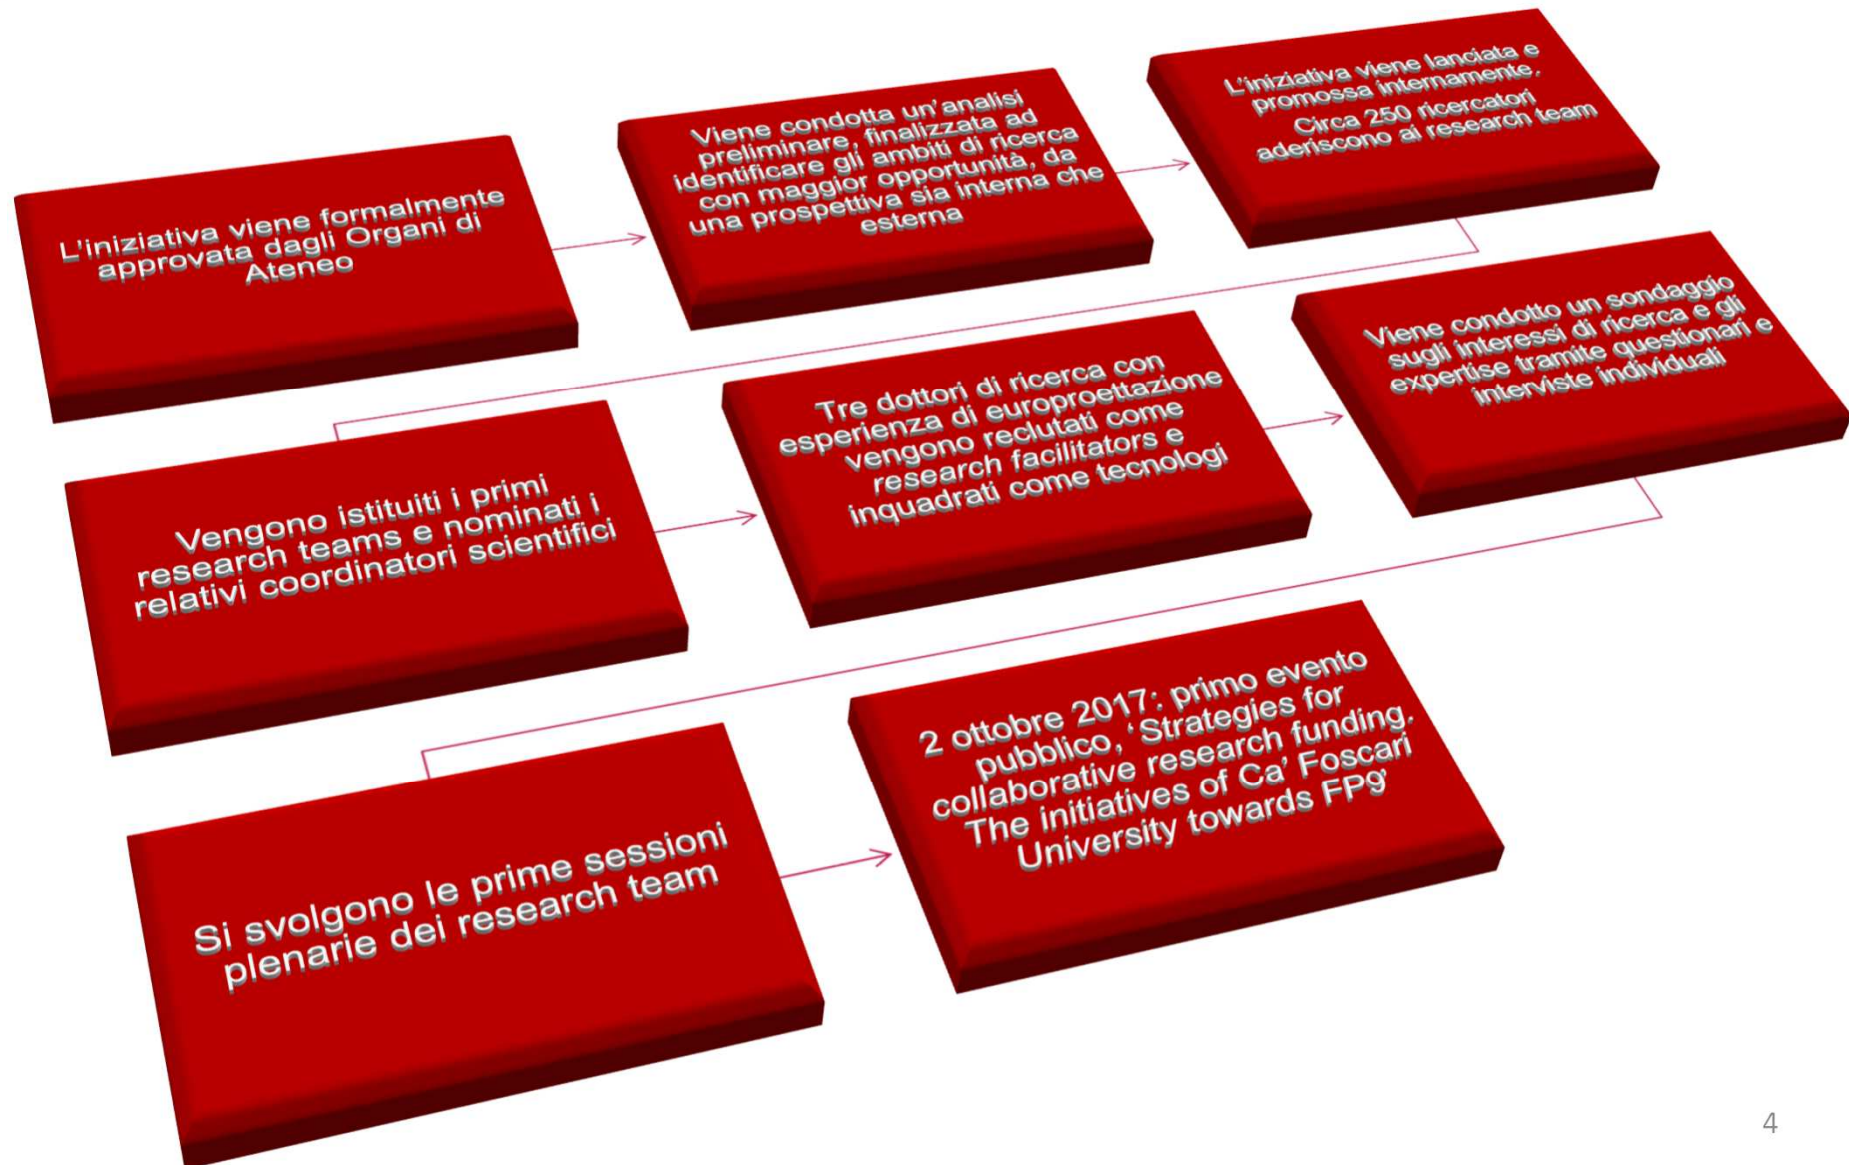 L'iniziativa viene formalmente
approvata dagli Organi di
Ateneo
Viene condotta un'analisi
preliminare, finalizzata ad
identificare gli ambiti di ricerca
con maggior opportunità, da
una prospettiva sia interna che
esterna
L'iniziativa viene lanciata e
promossa internamente.
Circa 250 ricercatori
aderiscono ai research team
Vengono istituiti i primi
research teams e nominati i
relativi coordinatori scientifici
Tre dottori di ricerca con
esperienza di europroettazione
vengono reclutati come
research facilitators e
inquadrati come tecnologi
Viene condotto un sondaggio
sugli interessi di ricerca e gli
expertise tramite questionari e
interviste individuali
Si svolgono le prime sessioni
plenarie dei research team
2 ottobre 2017: primo evento
pubblico, 'Strategies for
collaborative research funding.
The initiatives of Ca' Foscari
University towards FP9'
4